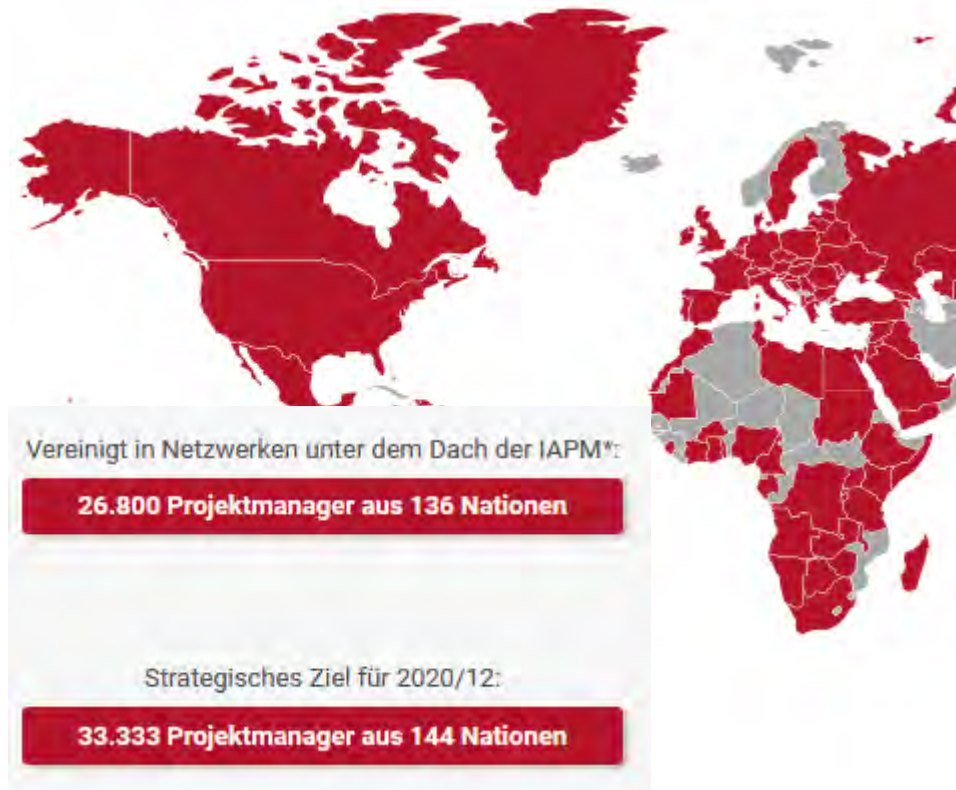 Vereinigt in Netzwerken unter dem Dach der IAPM*:
26.800 Projektmanager aus 136 Nationen
Strategisches Ziel für 2020/12:
33.333 Projektmanager aus 144 Nationen